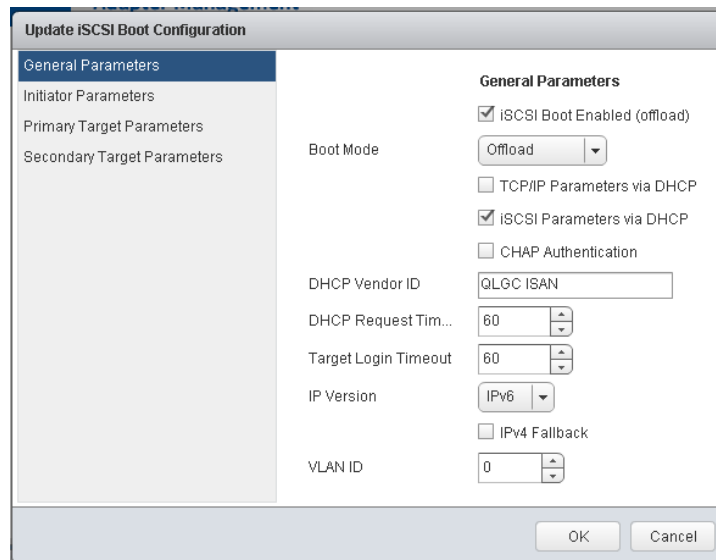 Adapter Management
Update iSCSI Boot Configuration
General Parameters
Initiator Parameters
Primary Target Parameters
Secondary Target Parameters
General Parameters
iSCSI Boot Enabled (offload)
Boot Mode Offload
TCP/IP Parameters via DHCP
iSCSI Parameters via DHCP
CHAP Authentication
DHCP Vendor ID QLGC ISAN
DHCP Request Tim... 60
Target Login Timeout 60
IP Version IPv6
IPv4 Fallback
VLAN ID 0
OK Cancel